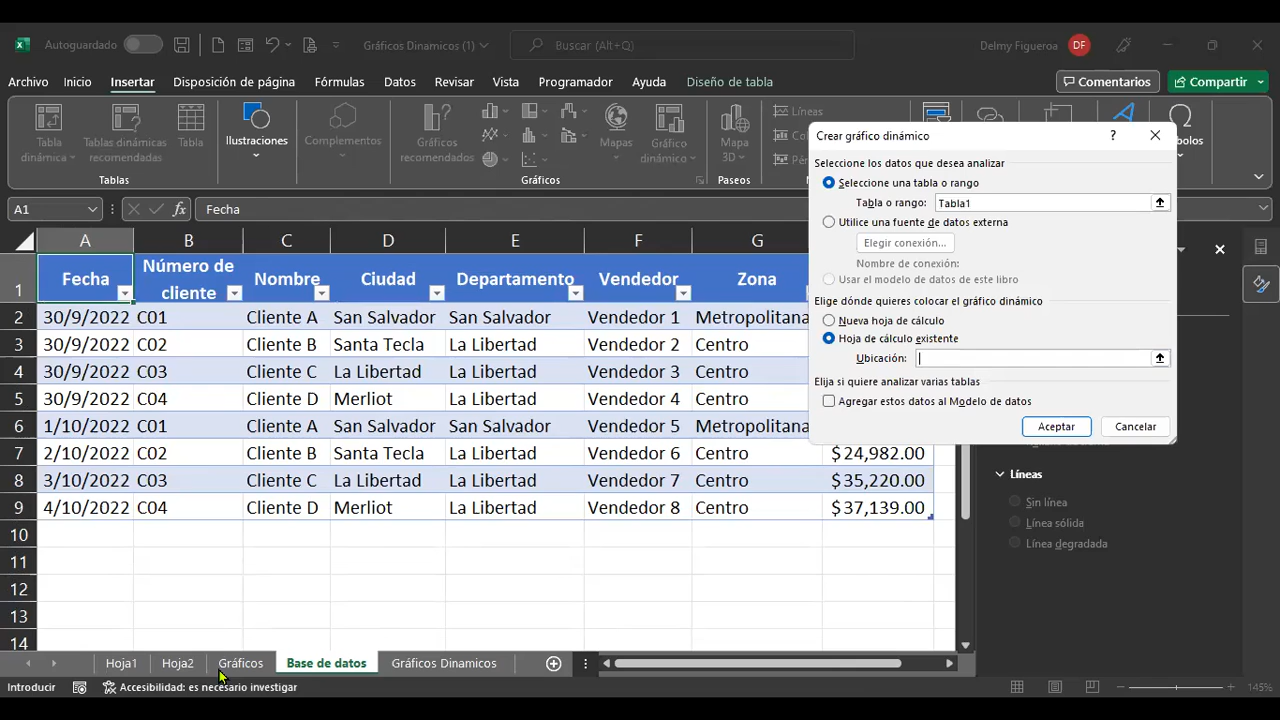 Autoguardado
Gráficos Dinamicos (1)
Buscar (Alt+Q)
Delmy Figueroa
DF
Archivo Inicio Insertar Disposición de página Fórmulas Datos Revisar Vista Programador Ayuda Diseño de tabla
Comentarios
Compartir
Tabla dinámica
Tablas dinámicas recomendadas
Tabla
Tablas
Ilustraciones
Complementos
Gráficos recomendados
Mapas
Gráfico dinámico
Gráficos
Mapa 3D
Paseos
Líneas
A1
fx
Fecha
A B C D E F G
1 Fecha Número de cliente Nombre Ciudad Departamento Vendedor Zona
2 30/9/2022 C01 Cliente A San Salvador San Salvador Vendedor 1 Metropolitana
3 30/9/2022 C02 Cliente B Santa Tecla La Libertad Vendedor 2 Centro
4 30/9/2022 C03 Cliente C La Libertad La Libertad Vendedor 3 Centro
5 30/9/2022 C04 Cliente D Merliot La Libertad Vendedor 4 Centro
6 1/10/2022 C01 Cliente A San Salvador San Salvador Vendedor 5 Metropolitana
7 2/10/2022 C02 Cliente B Santa Tecla La Libertad Vendedor 6 Centro $24,982.00
8 3/10/2022 C03 Cliente C La Libertad La Libertad Vendedor 7 Centro $35,220.00
9 4/10/2022 C04 Cliente D Merliot La Libertad Vendedor 8 Centro $37,139.00
10
11
12
13
14
Crear gráfico dinámico
?
Seleccione los datos que desea analizar
Seleccione una tabla o rango
Tabla o rango: Tabla1
Utilice una fuente de datos externa
Elegir conexión...
Nombre de conexión:
Usar el modelo de datos de este libro
Elige dónde quieres colocar el gráfico dinámico
Nueva hoja de cálculo
Hoja de cálculo existente
Ubicación:
Elija si quiere analizar varias tablas
Agregar estos datos al Modelo de datos
Aceptar Cancelar
Líneas
Sin línea
Línea sólida
Línea degradada
Hoja1 Hoja2 Gráficos Base de datos Gráficos Dinamicos
Introducir
Accesibilidad: es necesario investigar
145%